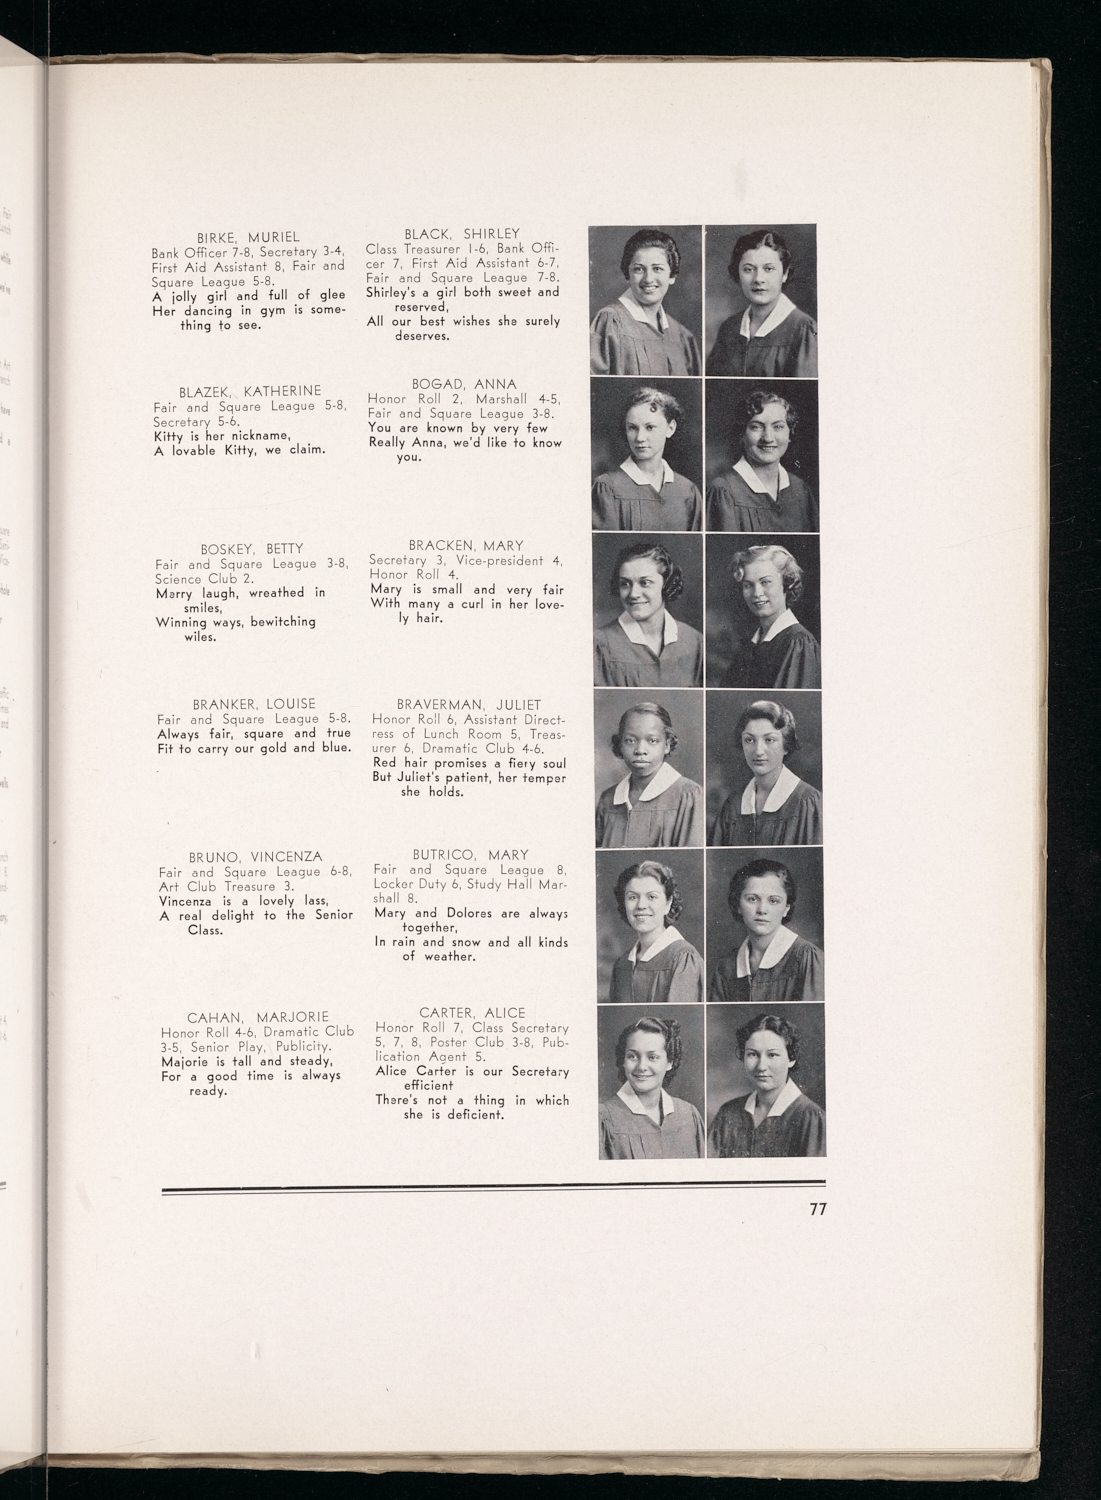 BIRKE, MURIEL
Bank Officer 7-8, Secretary 3-4,
First Aid Assistant 8, Fair and
Square League 5-8.
A jolly girl and full of glee
Her dancing in gym is some-
thing to see.
BLACK, SHIRLEY
Class Treasurer 1-6, Bank Offi-
cer 7, First Aid Assistant 6-7,
Fair and Square League 7-8.
Shirley's a girl both sweet and
reserved,
All our best wishes she surely
deserves.
BLAZEK, KATHERINE
Fair and Square League 5-8,
Secretary 5-6.
Kitty is her nickname,
A lovable Kitty, we claim.
BOGAD, ANNA
Honor Roll 2, Marshall 4-5,
Fair and Square League 3-8.
You are known by very few
Really Anna, we'd like to know
you.
BOSKEY, BETTY
Fair and Square League 3-8,
Science Club 2.
Merry laugh, wreathed in
smiles,
Winning ways, bewitching
wiles.
BRACKEN, MARY
Secretary 3, Vice-president 4,
Honor Roll 4.
Mary is small and very fair
With many a curl in her love-
ly hair.
BRANKER, LOUISE
Fair and Square League 5-8.
Always fair, square and true
Fit to carry our gold and blue.
BRAVERMAN, JULIET
Honor Roll 6, Assistant Direct-
ress of Lunch Room 5, Treas-
urer 6, Dramatic Club 4-6.
Red hair promises a fiery soul
But Juliet's patient, her temper
she holds.
BRUNO, VINCENZA
Fair and Square League 6-8,
Art Club Treasure 3.
Vincenza is a lovely lass,
A real delight to the Senior
Class.
BUTRICO, MARY
Fair and Square League 8,
Locker Duty 6, Study Hall Mar-
shall 8.
Mary and Dolores are always
together,
In rain and snow and all kinds
of weather.
CAHAN, MARJORIE
Honor Roll 4-6, Dramatic Club
3-5, Senior Play, Publicity.
Majorie is tall and steady,
For a good time is always
ready.
CARTER, ALICE
Honor Roll 7, Class Secretary
5, 7, 8, Poster Club 3-8, Pub-
lication Agent 5.
Alice Carter is our Secretary
efficient
There's not a thing in which
she is deficient.
77